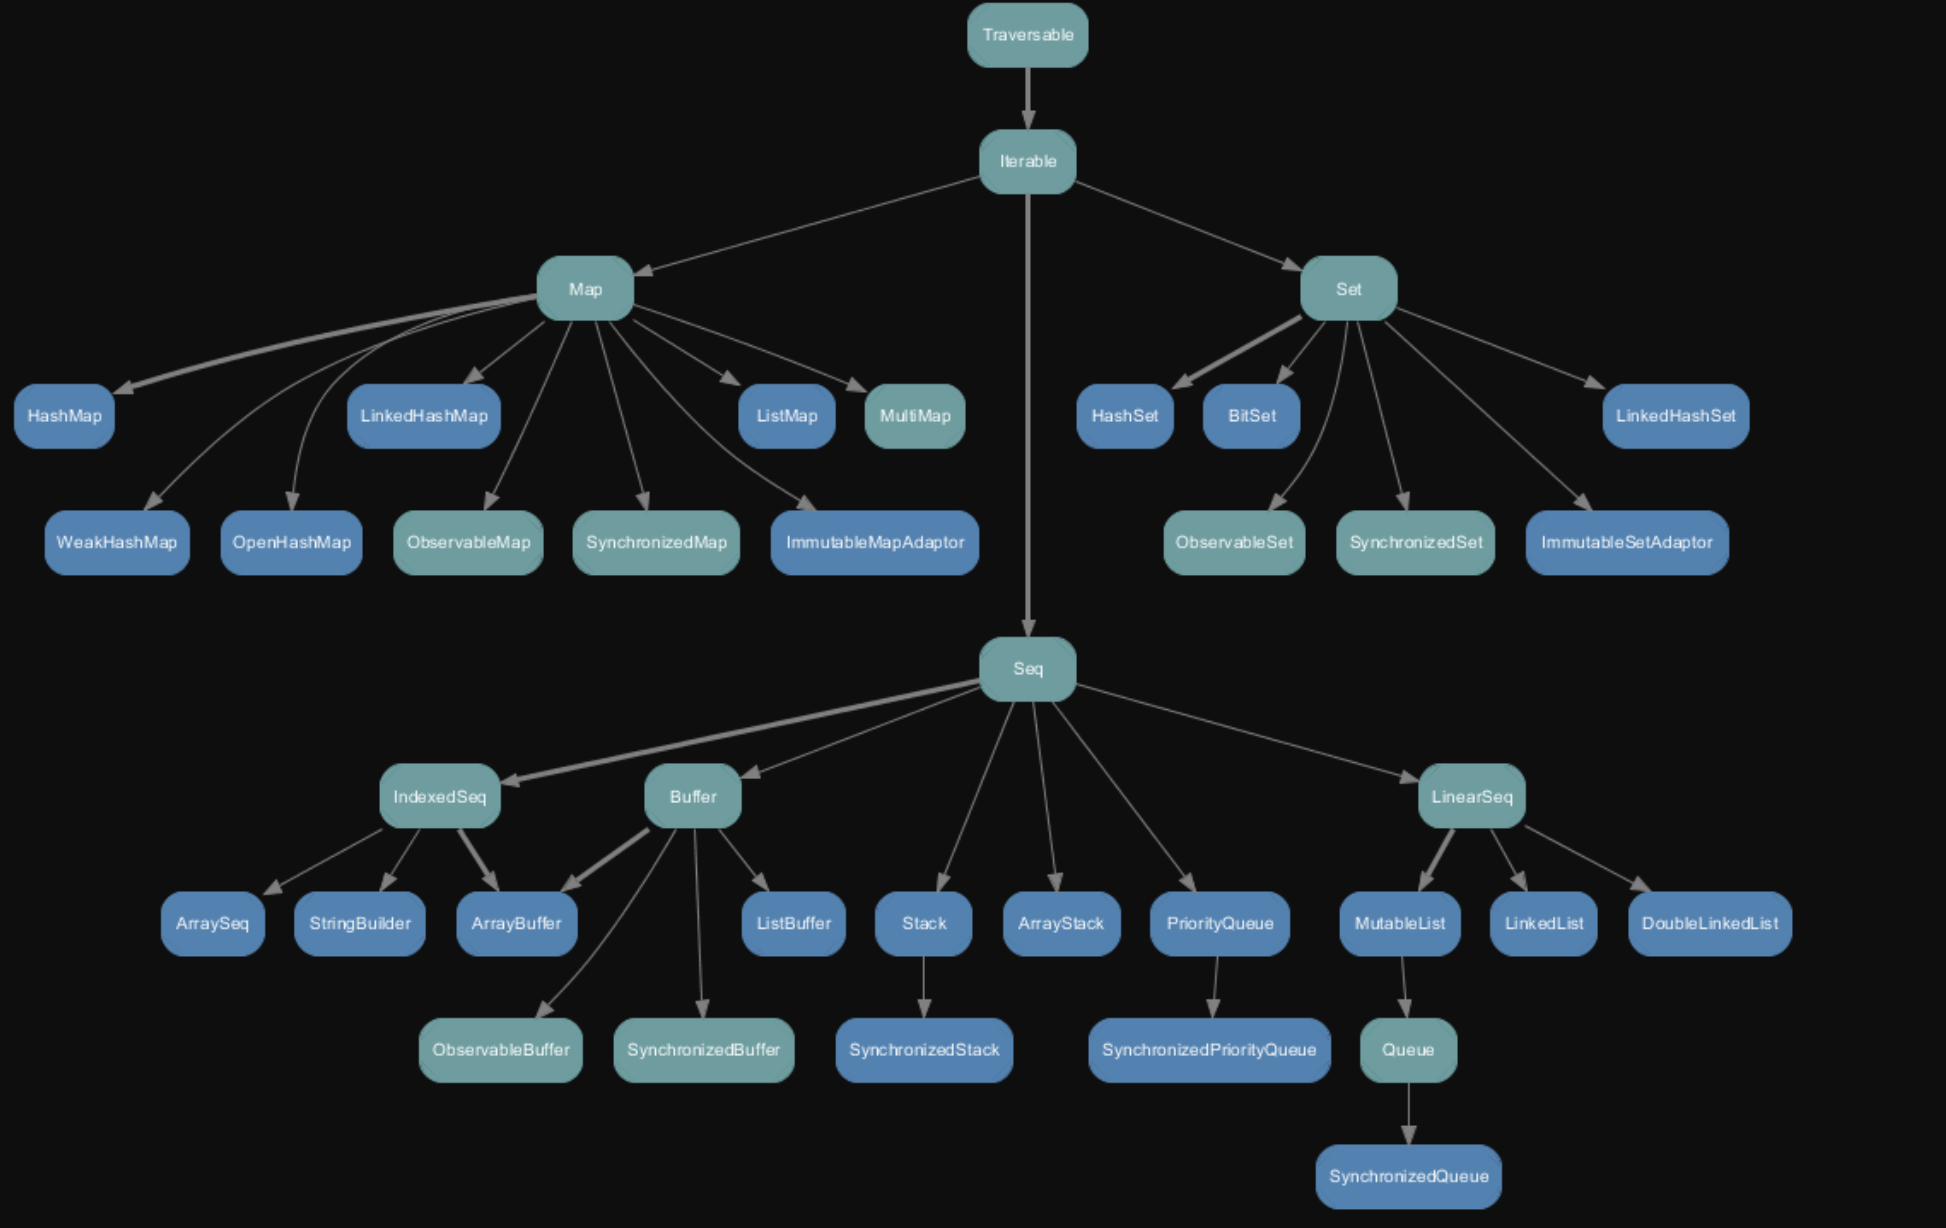 Traversable
Iterable
Map
Set
HashMap
LinkedHashMap
ListMap
MultiMap
HashSet
BitSet
LinkedHashSet
WeakHashMap
OpenHashMap
ObservableMap
SynchronizedMap
ImmutableMapAdaptor
ObservableSet
SynchronizedSet
ImmutableSetAdaptor
Seq
IndexedSeq
Buffer
LinearSeq
ArraySeq
StringBuilder
ArrayBuffer
ListBuffer
Stack
ArrayStack
PriorityQueue
MutableList
LinkedList
DoubleLinkedList
ObservableBuffer
SynchronizedBuffer
SynchronizedStack
SynchronizedPriorityQueue
Queue
SynchronizedQueue